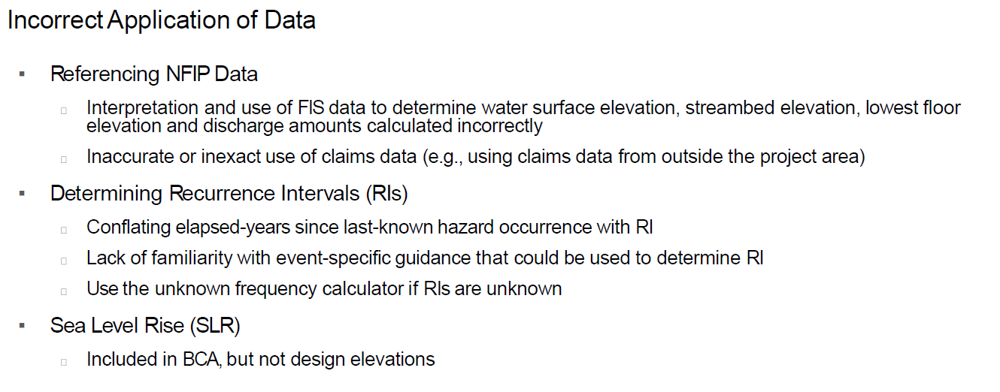 Incorrect Application of Data
▪ Referencing NFIP Data
□ Interpretation and use of FIS data to determine water surface elevation, streambed elevation, lowest floor
elevation and discharge amounts calculated incorrectly
□ Inaccurate or inexact use of claims data (e.g., using claims data from outside the project area)
▪ Determining Recurrence Intervals (RIs)
□ Conflating elapsed-years since last-known hazard occurrence with RI
□ Lack of familiarity with event-specific guidance that could be used to determine RI
□ Use the unknown frequency calculator if RIs are unknown
▪ Sea Level Rise (SLR)
□ Included in BCA, but not design elevations